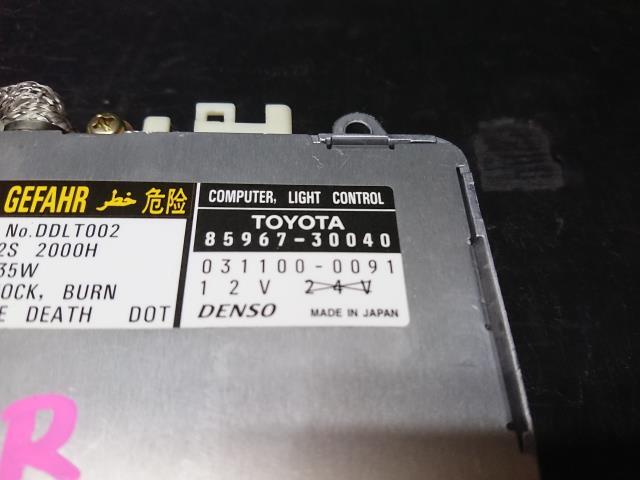 GEFAHR خطر 危险
COMPUTER, LIGHT CONTROL
TOYOTA
85967-30040
No.DDLT002
2S 2000H
35W
OCK, BURN
E DEATH DOT
031100-0091
12V 24V
DENSO MADE IN JAPAN
R